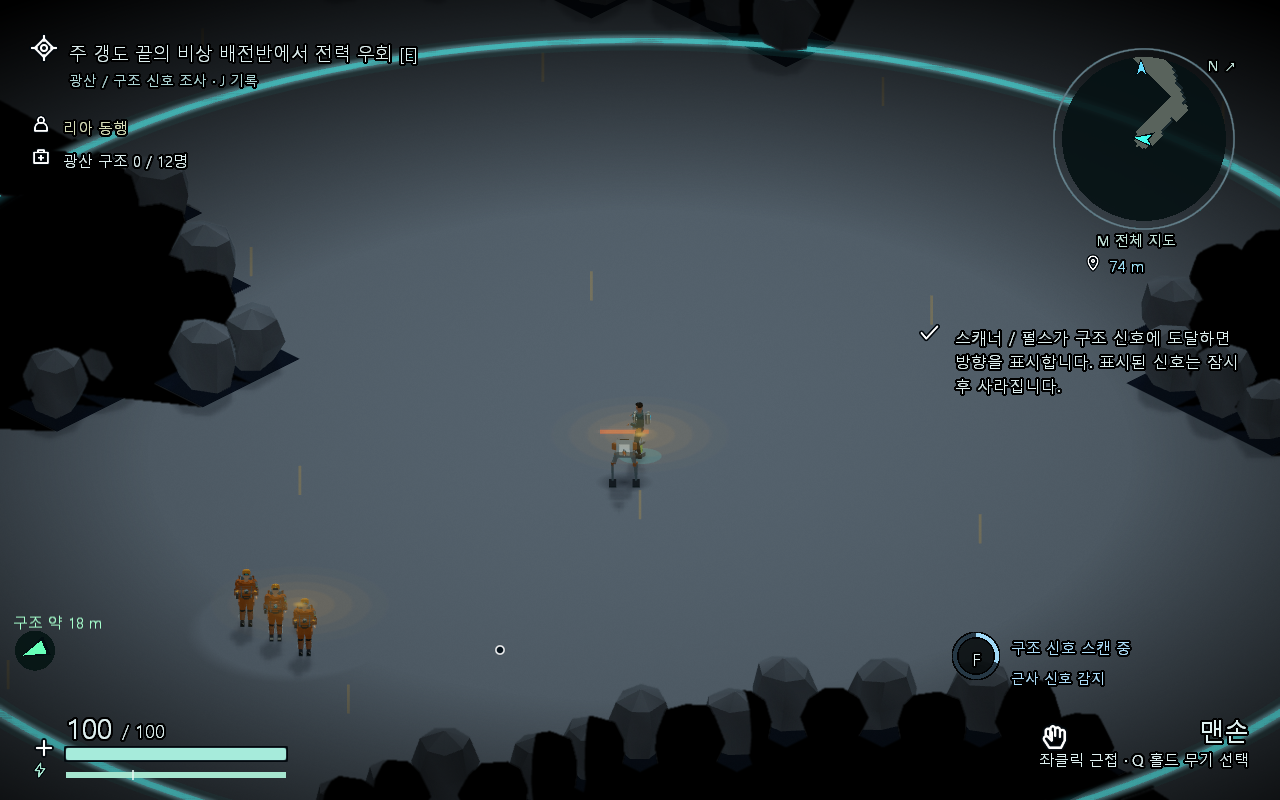 주 갱도 끝의 비상 배전반에서 전력 우회 [E]
광산 / 구조 신호 조사 · J 기록
리아 동행
광산 구조 0 / 12명
N ↗
M 전체 지도
74 m
스캐너 / 펄스가 구조 신호에 도달하면
방향을 표시합니다. 표시된 신호는 잠시
후 사라집니다.
구조 약 18 m
F
구조 신호 스캔 중
근사 신호 감지
100 / 100
맨손
좌클릭 근접 · Q 홀드 무기 선택